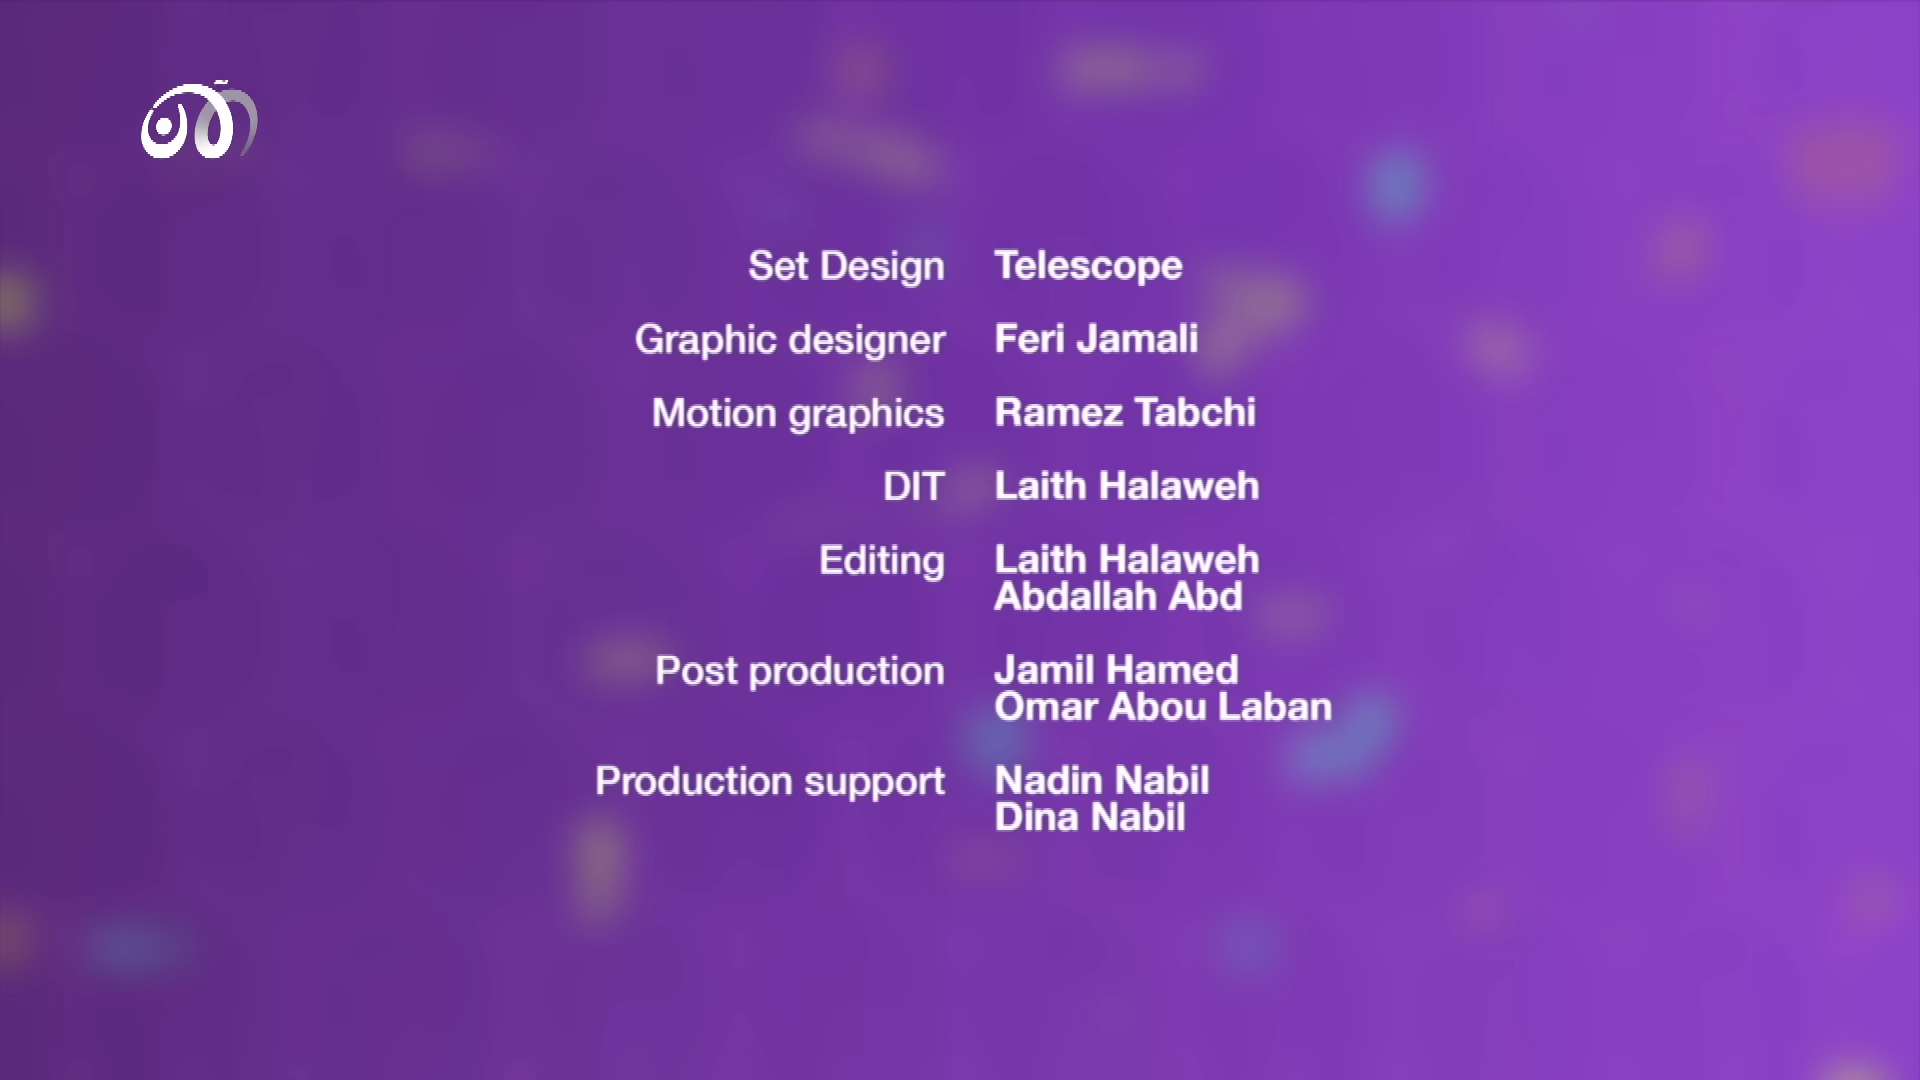 Set Design Telescope
Graphic designer Feri Jamali
Motion graphics Ramez Tabchi
DIT Laith Halaweh
Editing Laith Halaweh
Abdallah Abd
Post production Jamil Hamed
Omar Abou Laban
Production support Nadin Nabil
Dina Nabil